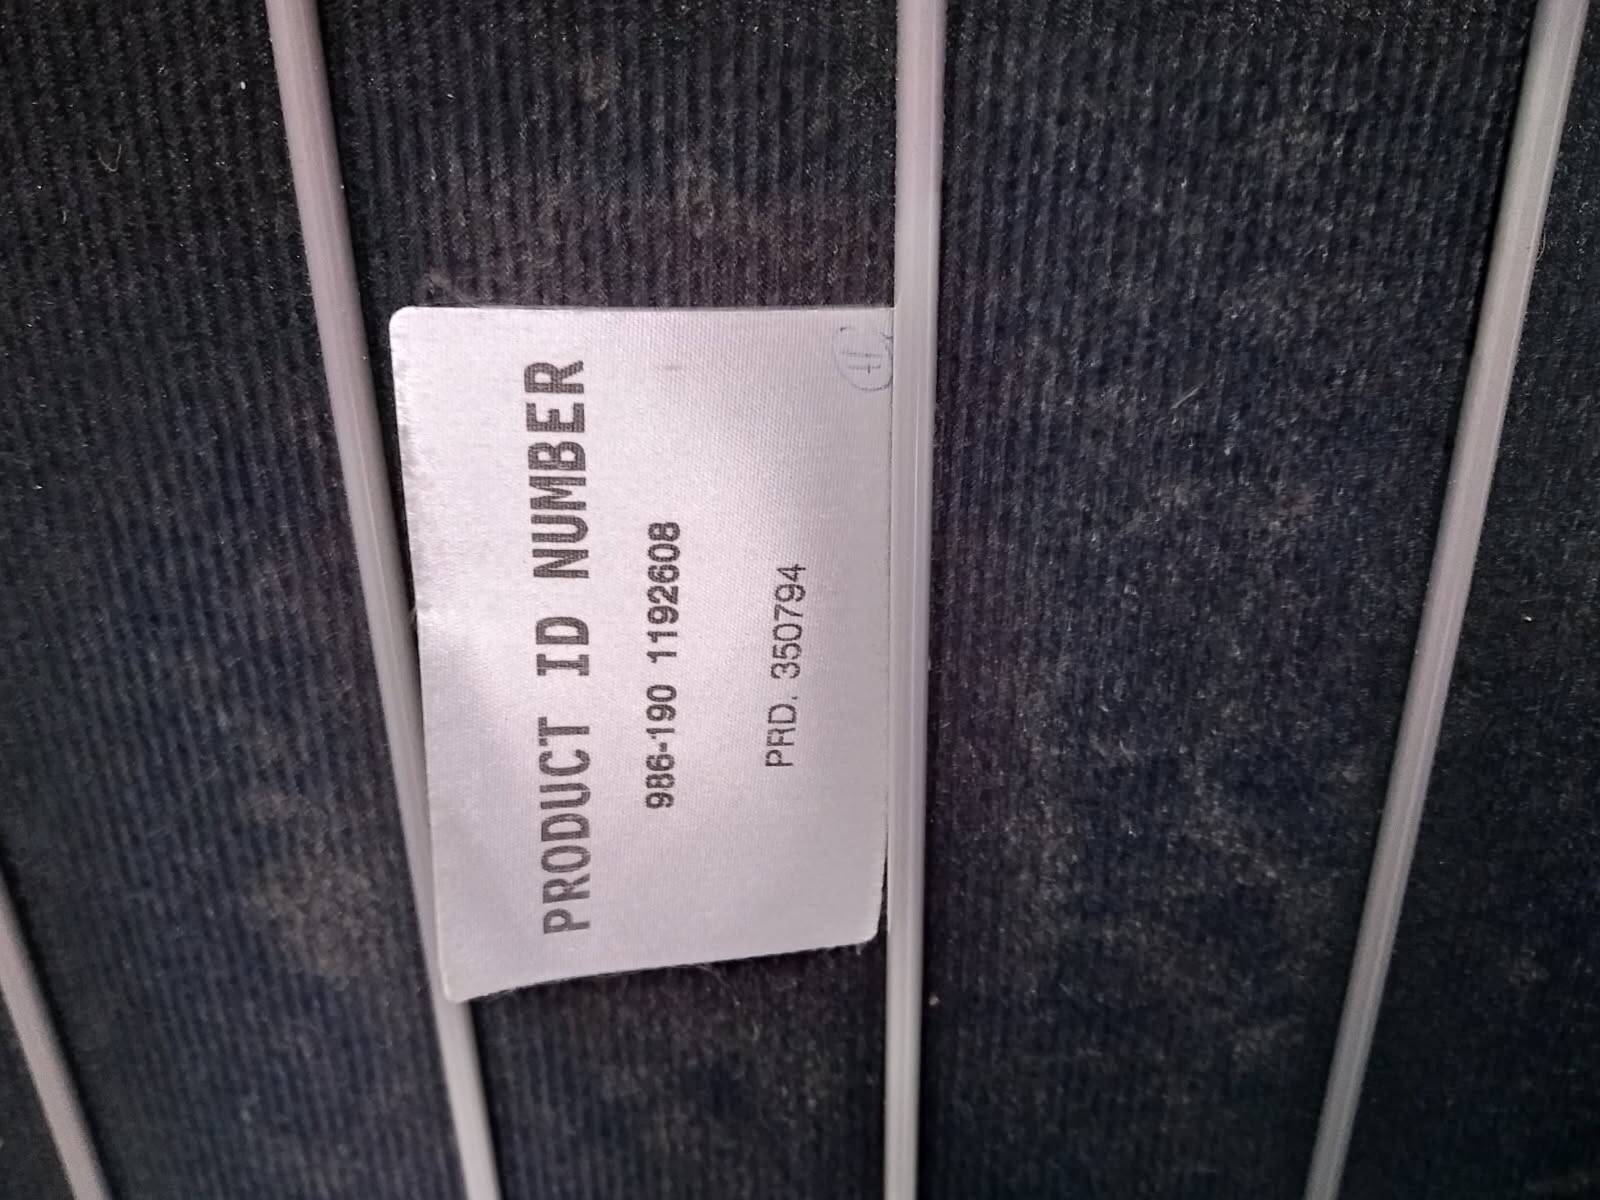 PRODUCT ID NUMBER
986-190 1192608
PRD. 350794